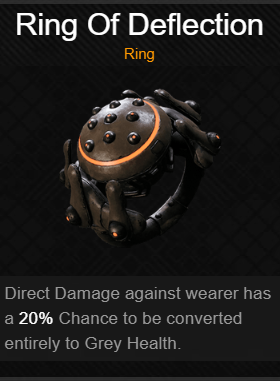 Ring Of Deflection
Ring
Direct Damage against wearer has
a 20% Chance to be converted
entirely to Grey Health.